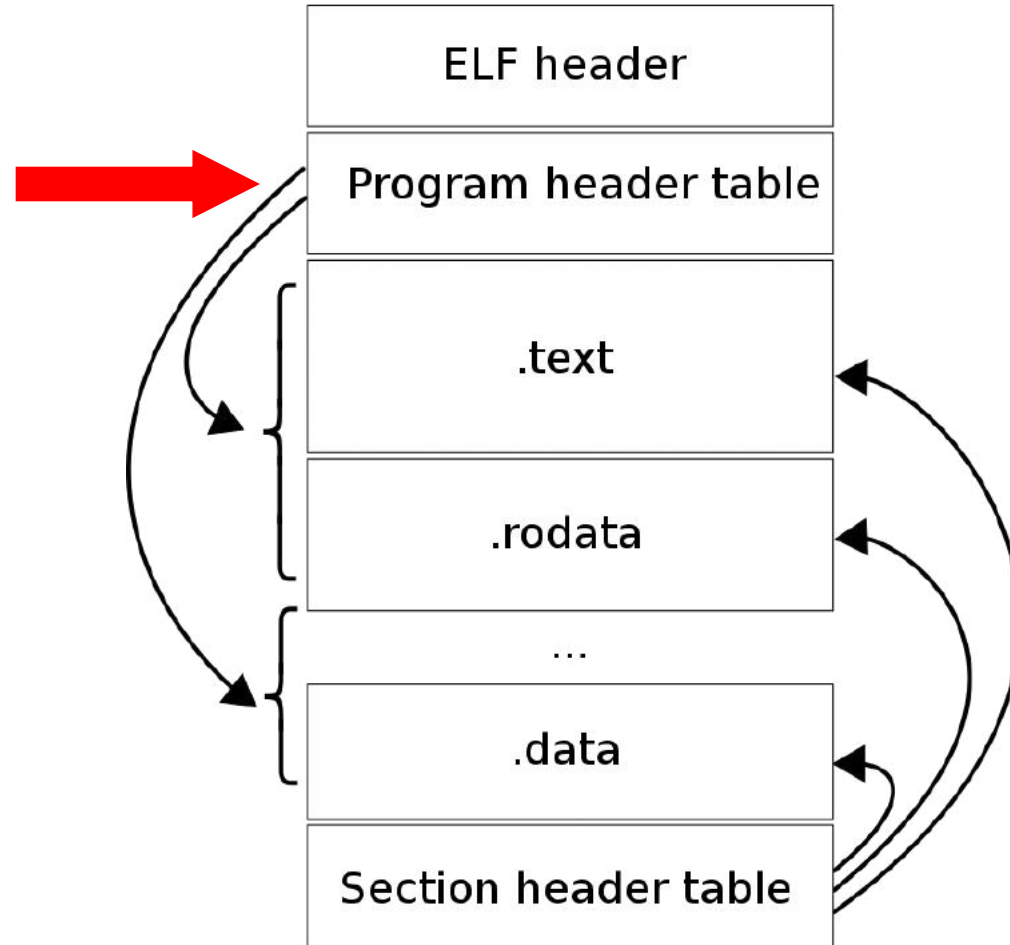 ELF header
Program header table
.text
.rodata
...
.data
Section header table